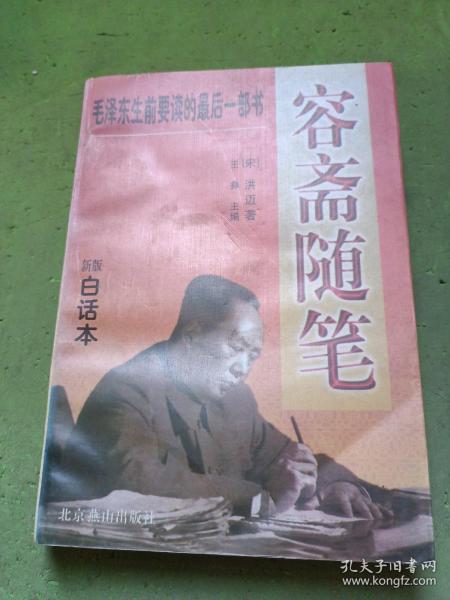 毛泽东生前要读的最后一部书
容斋随笔
[宋]洪迈著
王彝主编
新版
白话本
北京燕山出版社
孔夫子旧书网
www.kongfz.com